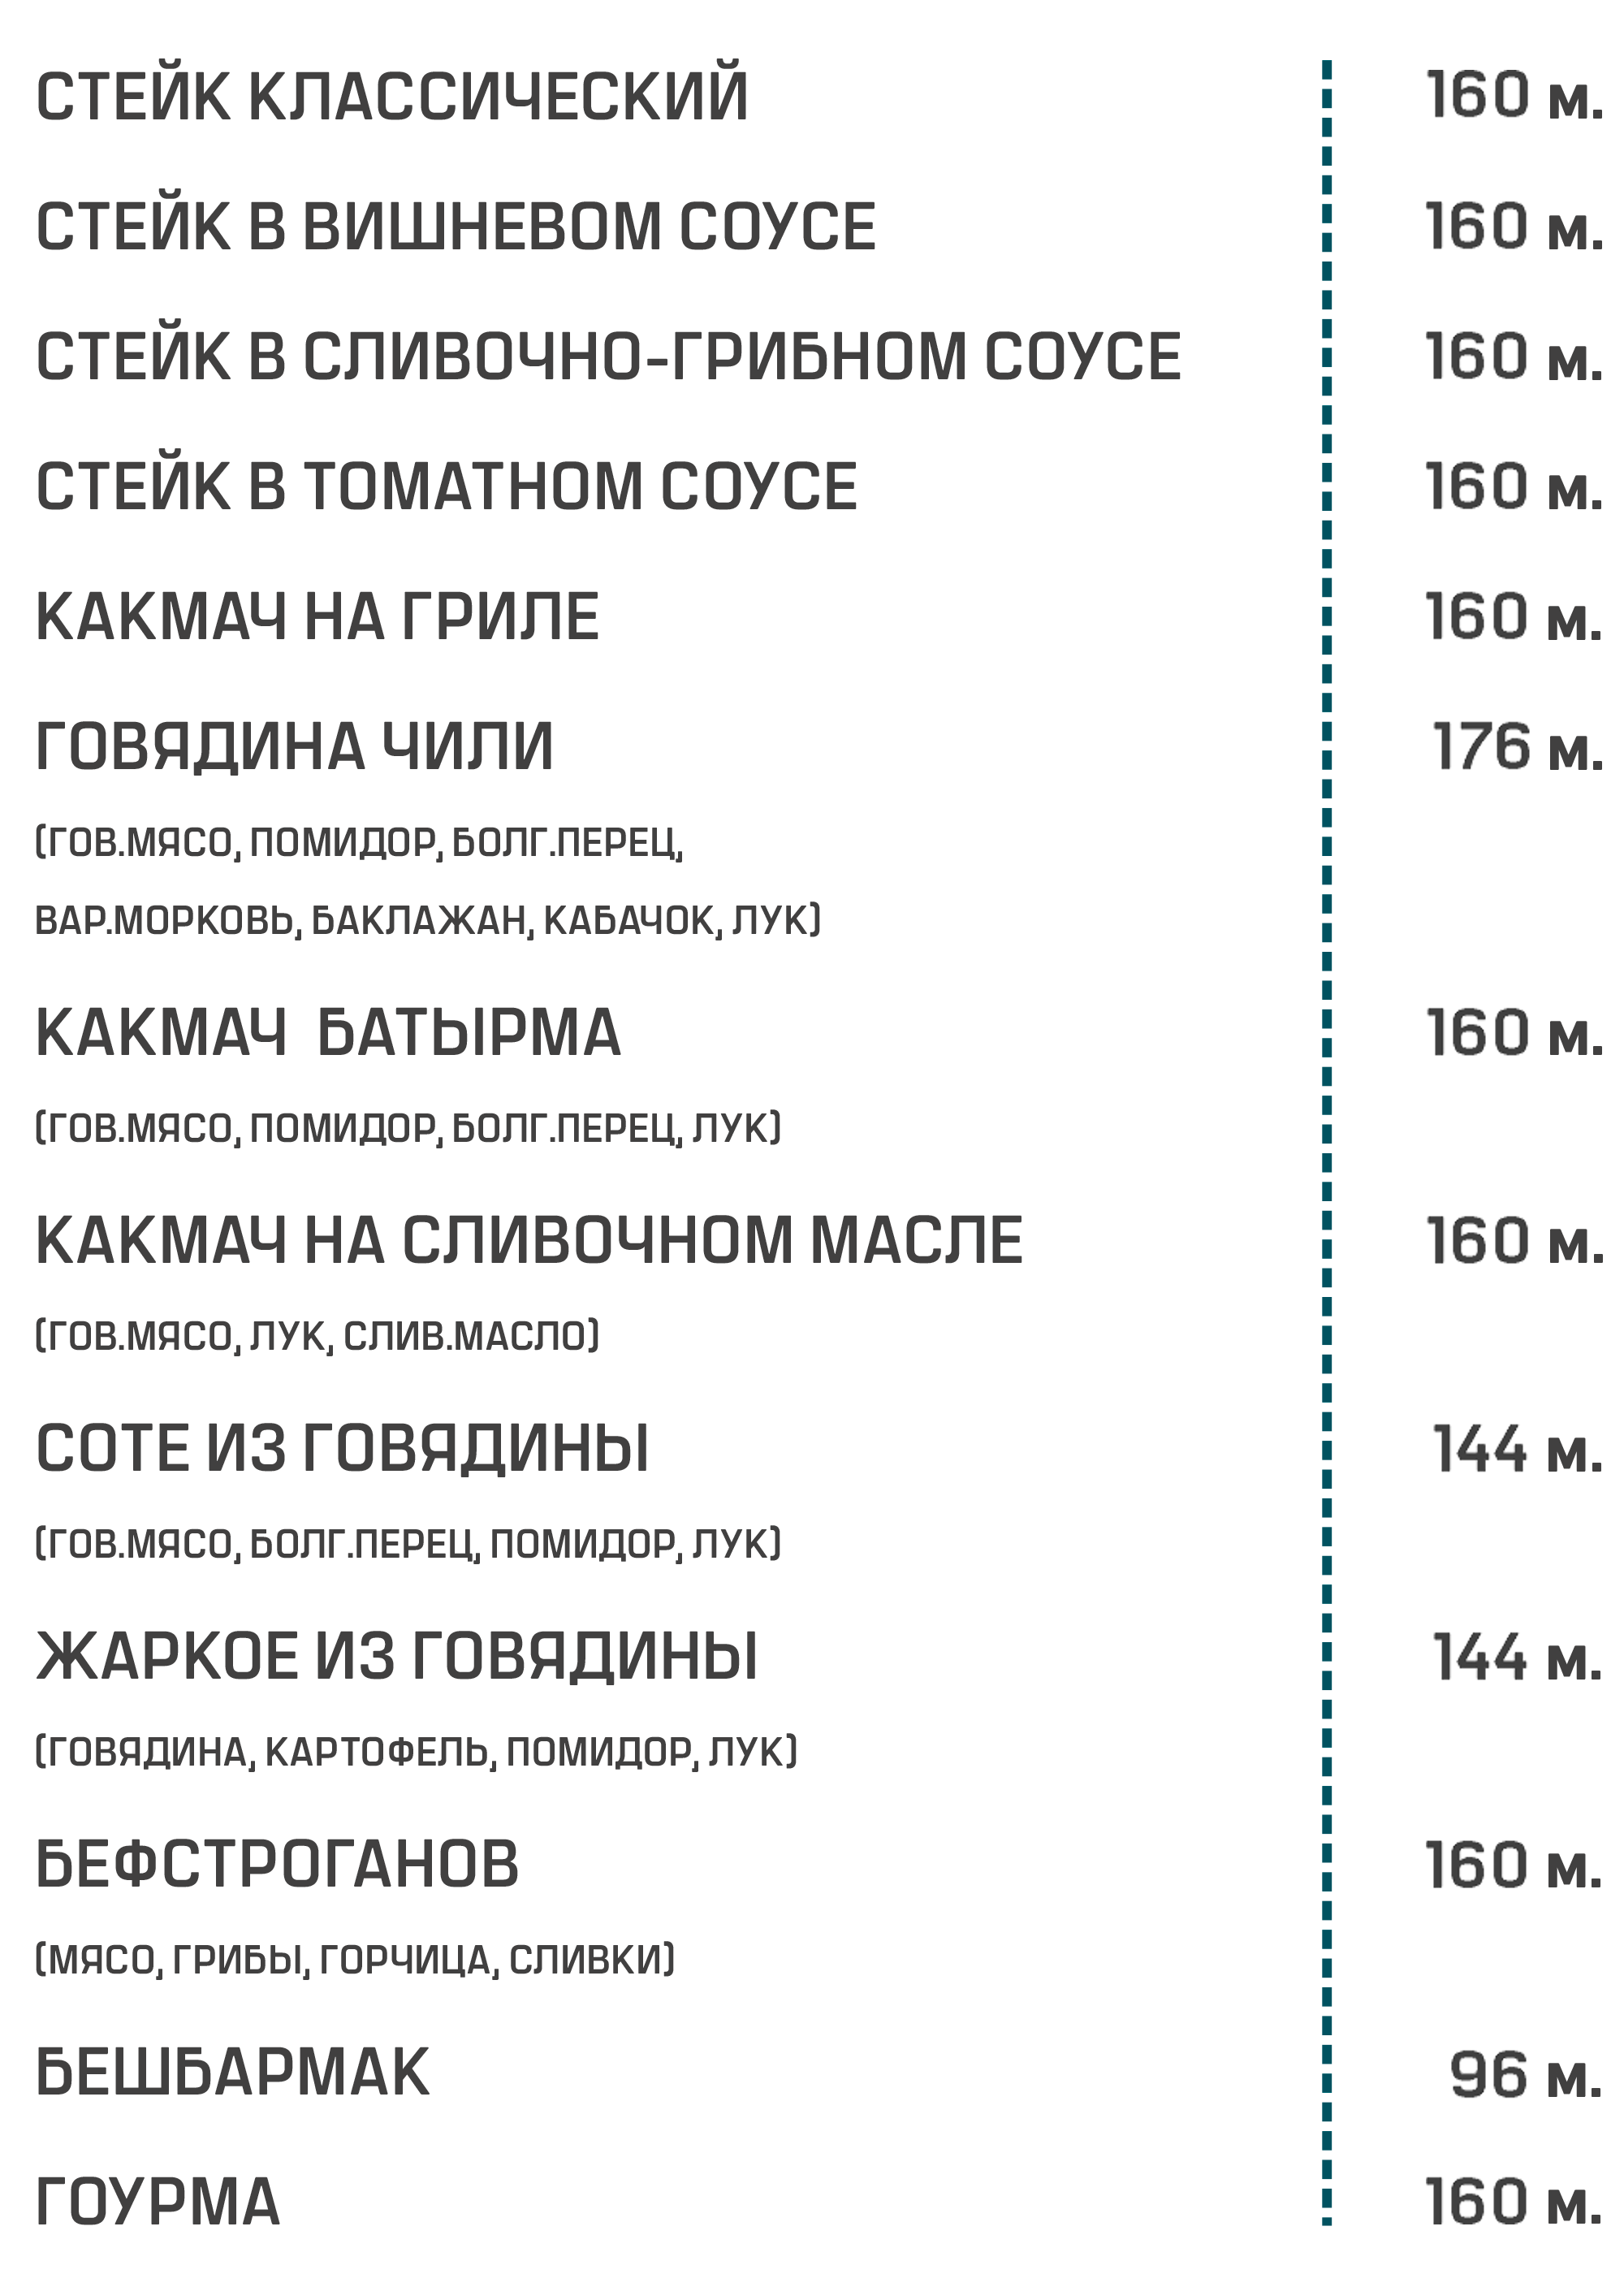 СТЕЙК КЛАССИЧЕСКИЙ 160 м.
СТЕЙК В ВИШНЕВОМ СОУСЕ 160 м.
СТЕЙК В СЛИВОЧНО-ГРИБНОМ СОУСЕ 160 м.
СТЕЙК В ТОМАТНОМ СОУСЕ 160 м.
КАКМАЧ НА ГРИЛЕ 160 м.
ГОВЯДИНА ЧИЛИ 176 м.
(ГОВ.МЯСО, ПОМИДОР, БОЛГ.ПЕРЕЦ,
ВАР.МОРКОВЬ, БАКЛАЖАН, КАБАЧОК, ЛУК)
КАКМАЧ БАТЫРМА 160 м.
(ГОВ.МЯСО, ПОМИДОР, БОЛГ.ПЕРЕЦ, ЛУК)
КАКМАЧ НА СЛИВОЧНОМ МАСЛЕ 160 м.
(ГОВ.МЯСО, ЛУК, СЛИВ.МАСЛО)
СОТЕ ИЗ ГОВЯДИНЫ 144 м.
(ГОВ.МЯСО, БОЛГ.ПЕРЕЦ, ПОМИДОР, ЛУК)
ЖАРКОЕ ИЗ ГОВЯДИНЫ 144 м.
(ГОВЯДИНА, КАРТОФЕЛЬ, ПОМИДОР, ЛУК)
БЕФСТРОГАНОВ 160 м.
(МЯСО, ГРИБЫ, ГОРЧИЦА, СЛИВКИ)
БЕШБАРМАК 96 м.
ГОУРМА 160 м.